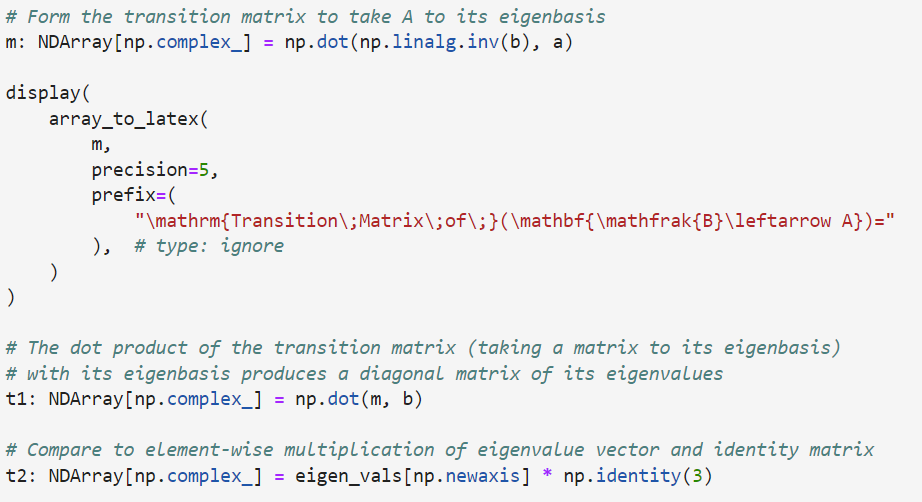 # Form the transition matrix to take A to its eigenbasis
m: NDArray[np.complex_] = np.dot(np.linalg.inv(b), a)
display(
    array_to_latex(
        m,
        precision=5,
        prefix=(
            "\mathrm{Transition\;Matrix\;of\;}(\mathbf{\mathfrak{B}\leftarrow A})="
        ),  # type: ignore
    )
)
# The dot product of the transition matrix (taking a matrix to its eigenbasis)
# with its eigenbasis produces a diagonal matrix of its eigenvalues
t1: NDArray[np.complex_] = np.dot(m, b)
# Compare to element-wise multiplication of eigenvalue vector and identity matrix
t2: NDArray[np.complex_] = eigen_vals[np.newaxis] * np.identity(3)